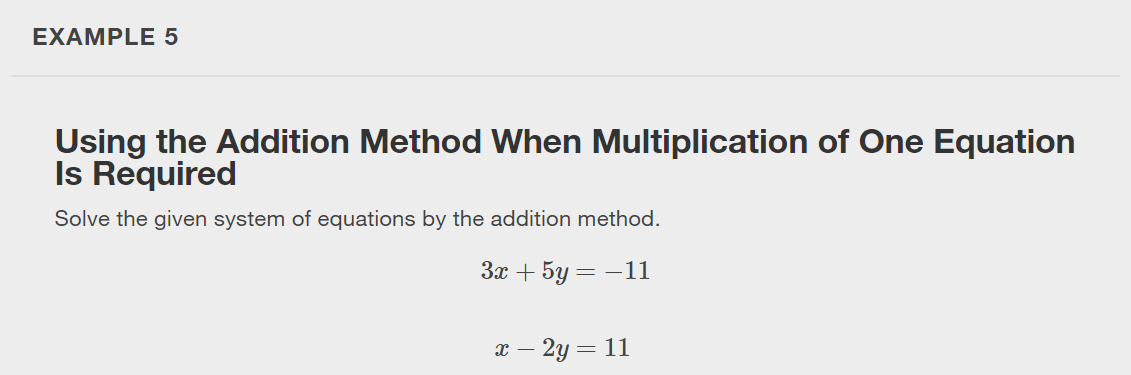 EXAMPLE 5
Using the Addition Method When Multiplication of One Equation
Is Required
Solve the given system of equations by the addition method.
3x + 5y = −11
x − 2y = 11